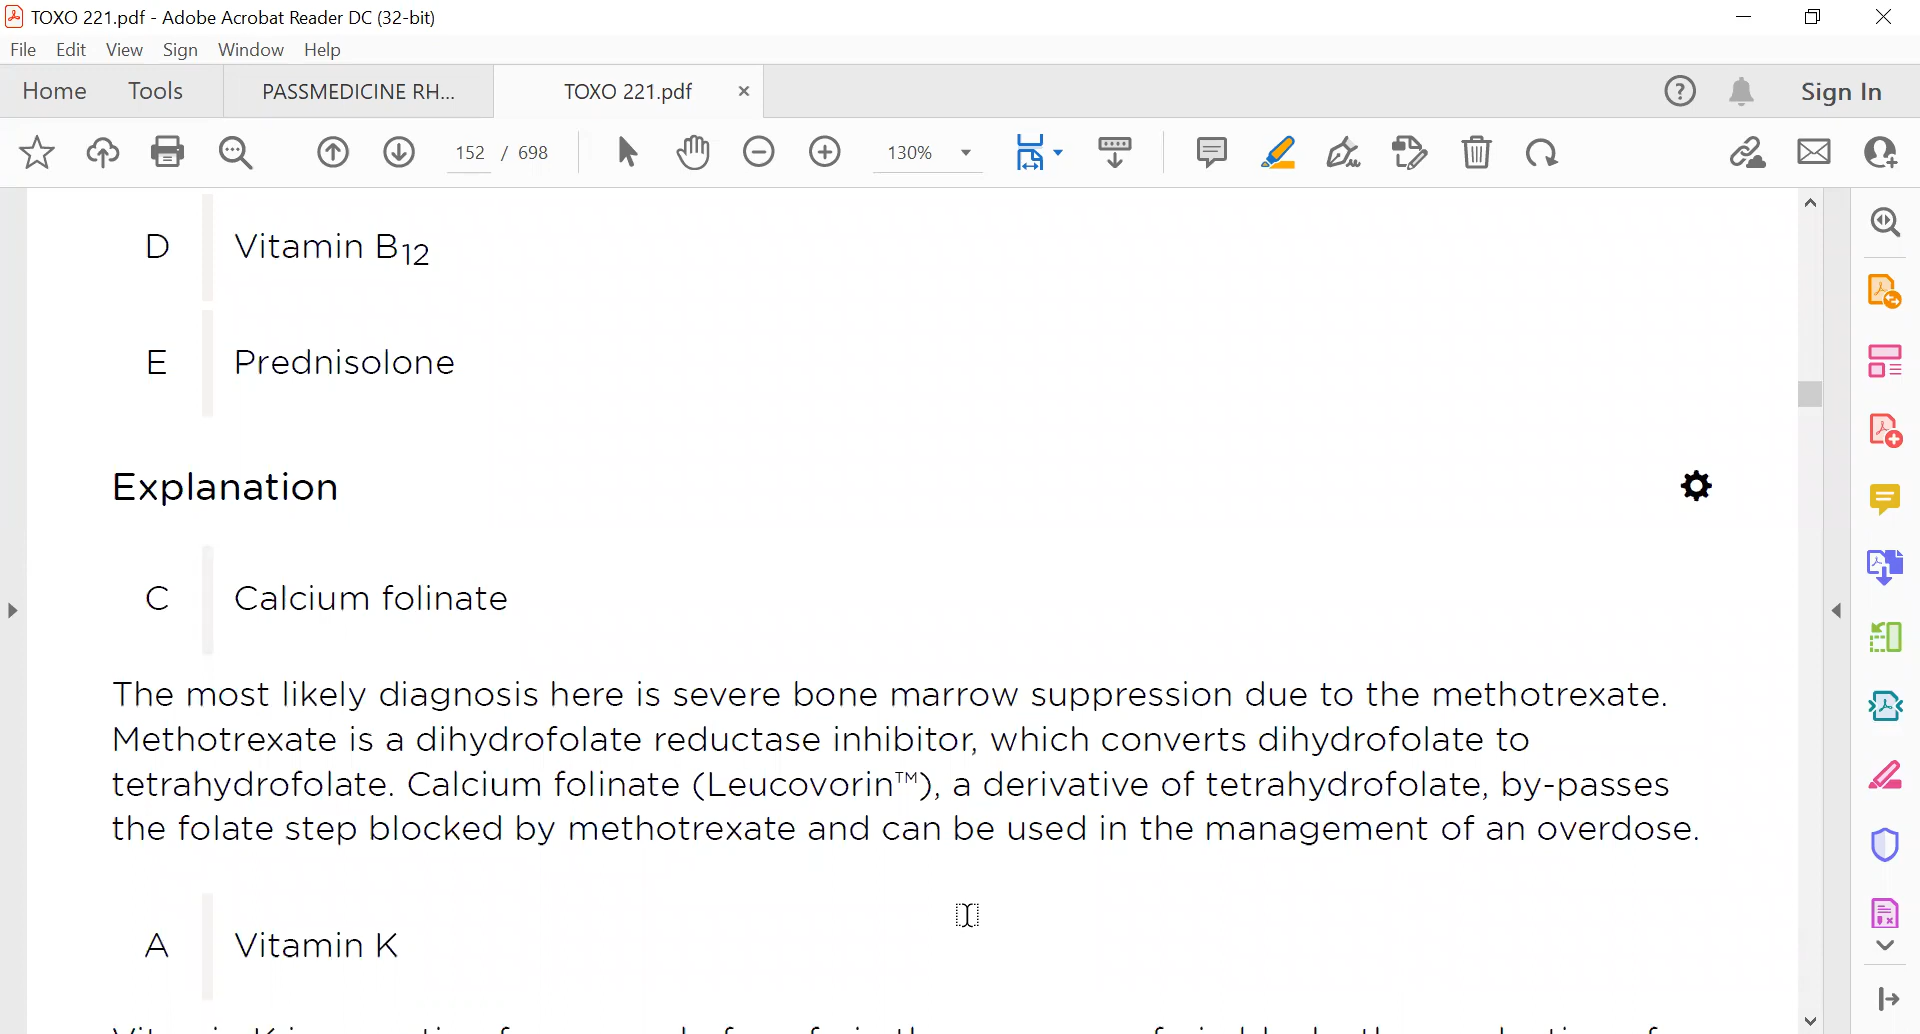 TOXO 221.pdf - Adobe Acrobat Reader DC (32-bit)
File Edit View Sign Window Help
Home Tools PASSMEDICINE RH... TOXO 221.pdf × Sign In
152 / 698 130%
D Vitamin B12
E Prednisolone
Explanation
C Calcium folinate
The most likely diagnosis here is severe bone marrow suppression due to the methotrexate.
Methotrexate is a dihydrofolate reductase inhibitor, which converts dihydrofolate to
tetrahydrofolate. Calcium folinate (Leucovorin™), a derivative of tetrahydrofolate, by-passes
the folate step blocked by methotrexate and can be used in the management of an overdose.
A Vitamin K